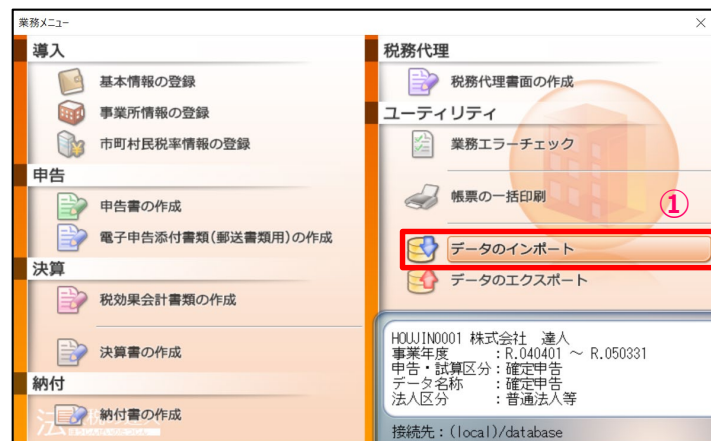 業務メニュー
導入
基本情報の登録
事業所情報の登録
市町村民税率情報の登録
申告
申告書の作成
電子申告添付書類(郵送書類用)の作成
決算
税効果会計書類の作成
決算書の作成
納付
納付書の作成
税務代理
税務代理書面の作成
ユーティリティ
業務エラーチェック
帳票の一括印刷
①
データのインポート
データのエクスポート
HOUJIN0001 株式会社 達人
事業年度 :R.040401 ~ R.050331
申告・試算区分:確定申告
データ名称 :確定申告
法人区分 :普通法人等
接続先:(local)/database